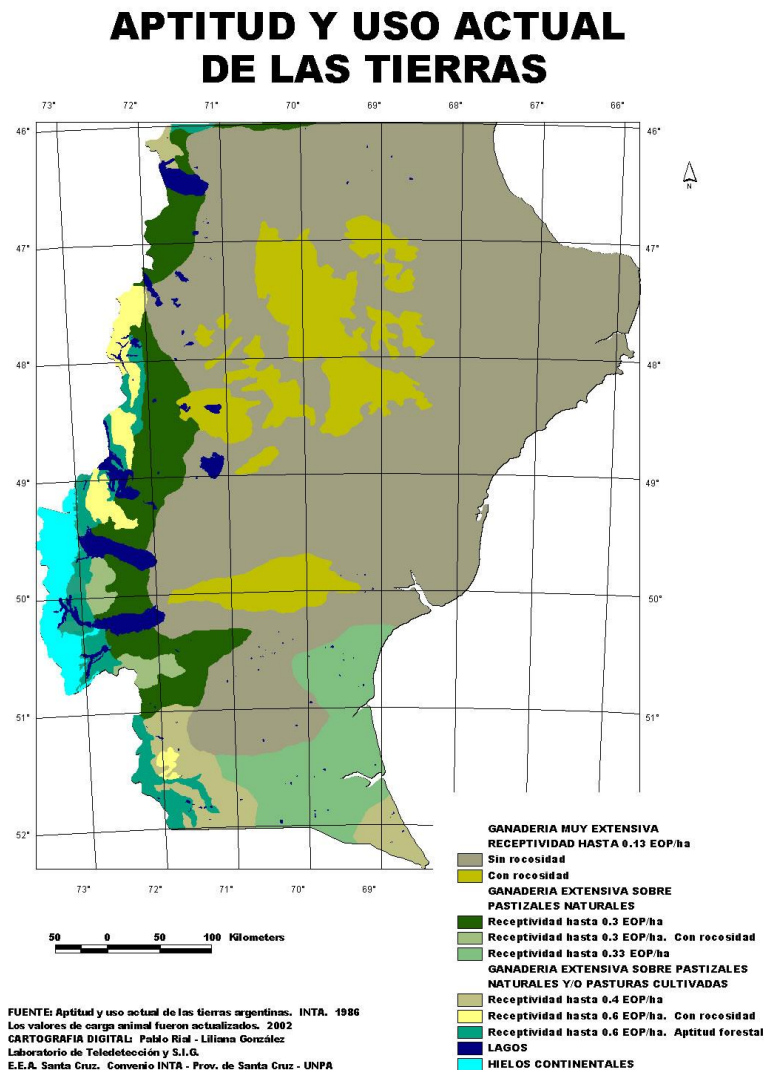 APTITUD Y USO ACTUAL
DE LAS TIERRAS
73° 72° 71° 70° 69° 68° 67° 66°
46° 46°
N
47° 47°
48° 48°
49° 49°
50° 50°
51° 51°
52° 52°
73° 72° 71° 70° 69°
GANADERIA MUY EXTENSIVA
RECEPTIVIDAD HASTA 0.13 EOP/ha
Sin rocosidad
Con rocosidad
GANADERIA EXTENSIVA SOBRE
PASTIZALES NATURALES
Receptividad hasta 0.3 EOP/ha
Receptividad hasta 0.3 EOP/ha. Con rocosidad
Receptividad hasta 0.33 EOP/ha
GANADERIA EXTENSIVA SOBRE PASTIZALES
NATURALES Y/O PASTURAS CULTIVADAS
Receptividad hasta 0.4 EOP/ha
Receptividad hasta 0.6 EOP/ha. Con rocosidad
Receptividad hasta 0.6 EOP/ha. Aptitud forestal
LAGOS
HIELOS CONTINENTALES
50 0 50 100 Kilometers
FUENTE: Aptitud y uso actual de las tierras argentinas. INTA. 1986
Los valores de carga animal fueron actualizados. 2002
CARTOGRAFIA DIGITAL: Pablo Rial - Liliana González
Laboratorio de Teledetección y S.I.G.
E.E.A. Santa Cruz. Convenio INTA - Prov. de Santa Cruz - UNPA